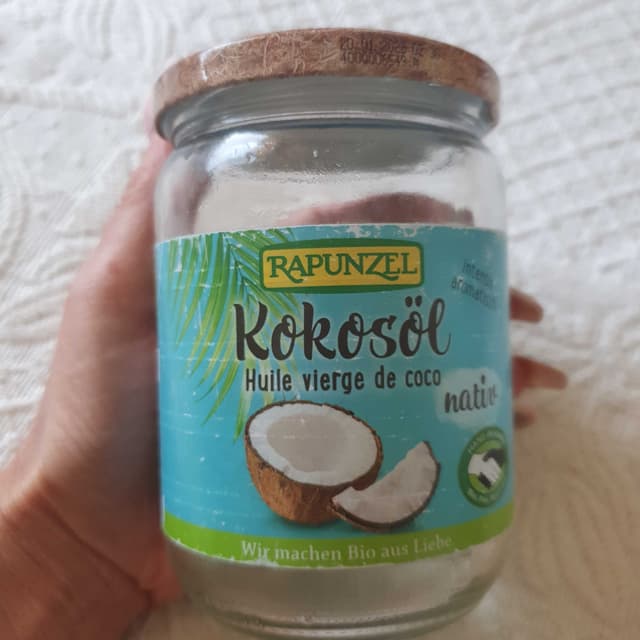 RAPUNZEL
Kokosöl
Huile vierge de coco
nativ
Wir machen Bio aus Liebe